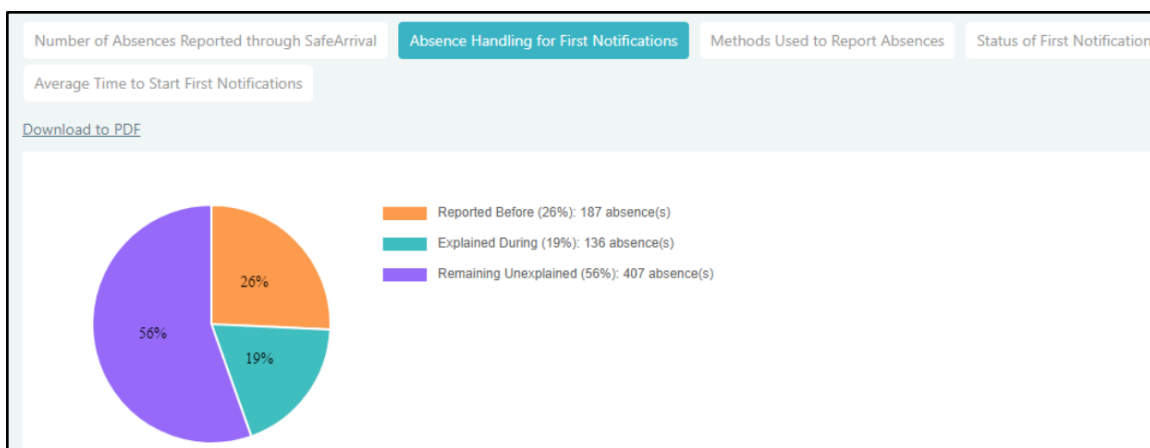 Number of Absences Reported through SafeArrival
Absence Handling for First Notifications
Methods Used to Report Absences
Status of First Notification
Average Time to Start First Notifications
Download to PDF
Reported Before (26%): 187 absence(s)
Explained During (19%): 136 absence(s)
Remaining Unexplained (56%): 407 absence(s)
26%
56%
19%